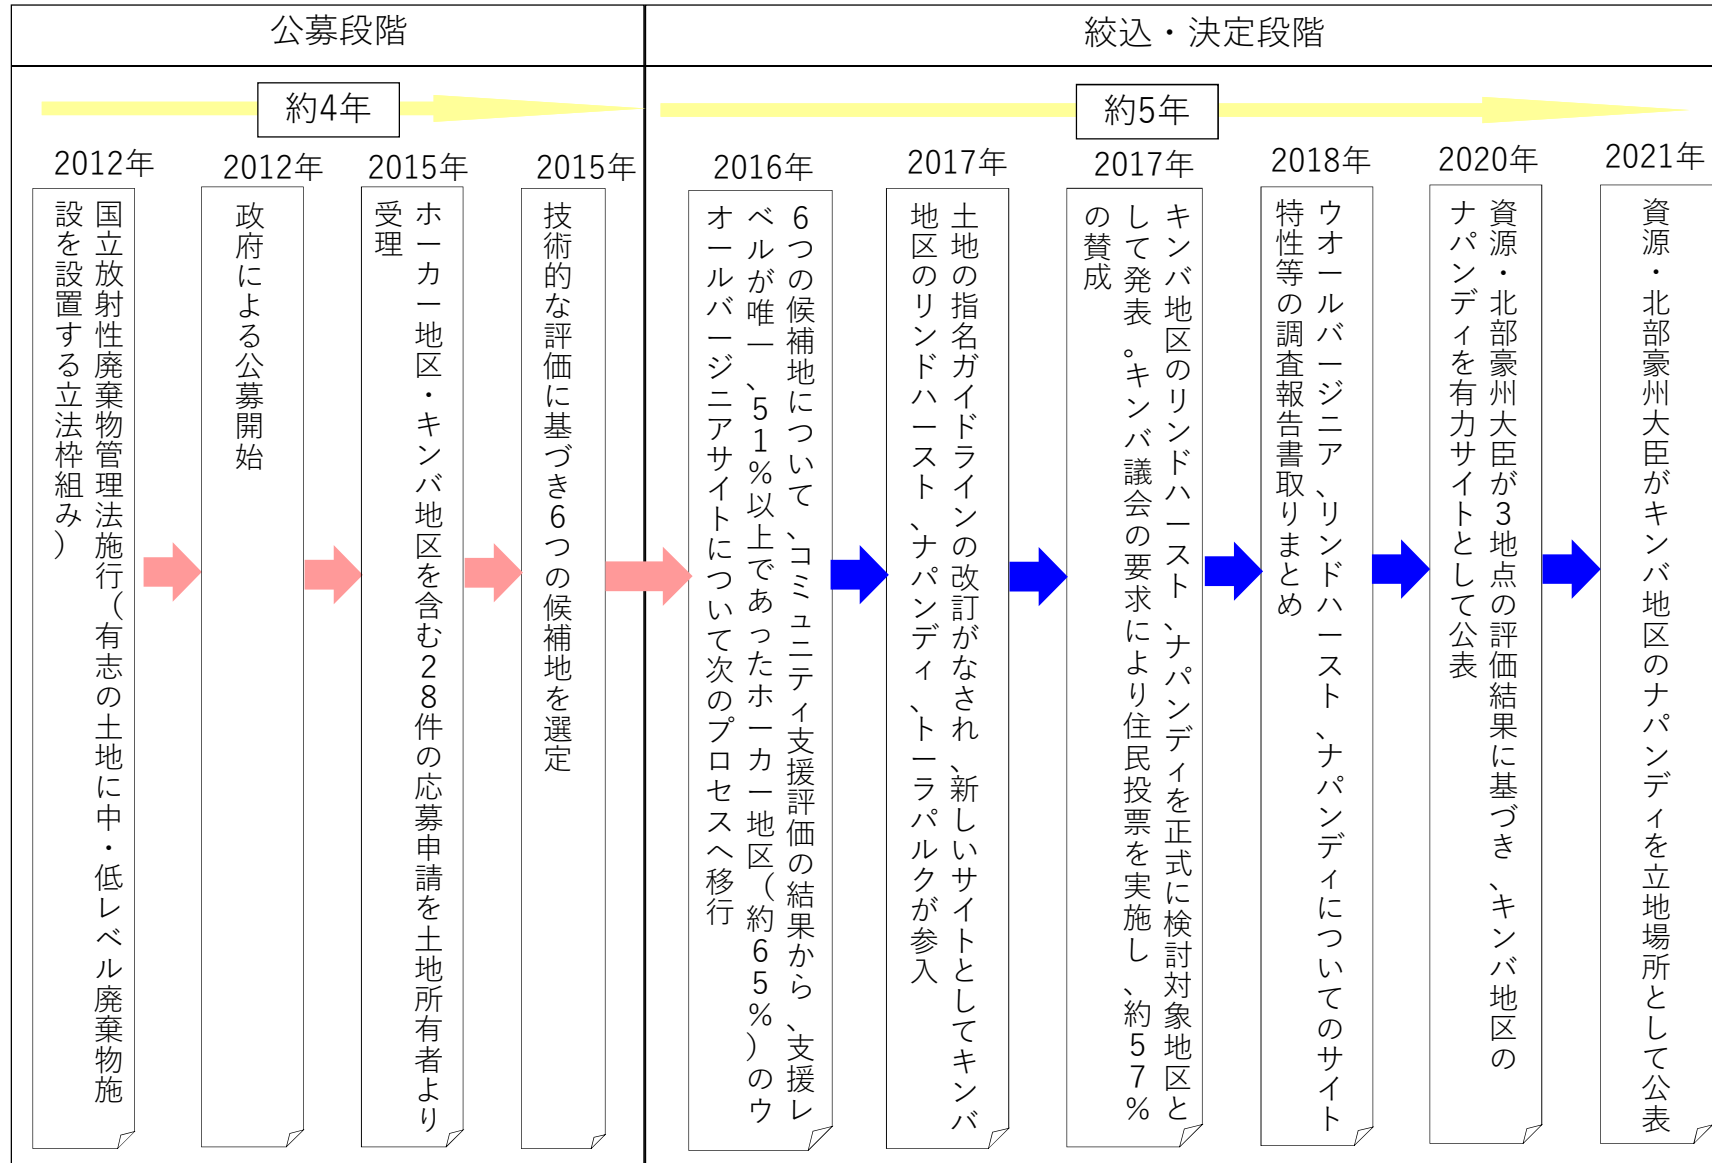 公募段階
絞込・決定段階
約4年
約5年
2012年
国立放射性廃棄物管理法施行（有志の土地に中・低レベル廃棄物施
設を設置する立法枠組み）
2012年
政府による公募開始
2015年
ホーカー地区・キンバ地区を含む２８件の応募申請を土地所有者より
受理
2015年
技術的な評価に基づき６つの候補地を選定
2016年
６つの候補地について、コミュニティ支援評価の結果から、支援レ
ベルが唯一、51％以上であったホーカー地区（約６５％）のウ
オールバージニアサイトについて次のプロセスへ移行
2017年
土地の指名ガイドラインの改訂がなされ、新しいサイトとしてキンバ
地区のリンドハースト、ナパンディ、トーラパルクが参入
2017年
キンバ地区のリンドハースト、ナパンディを正式に検討対象地区と
して発表。キンバ議会の要求により住民投票を実施し、約５７％
の賛成
2018年
ウオールバージニア、リンドハースト、ナパンディについてのサイト
特性等の調査報告書取りまとめ
2020年
資源・北部豪州大臣が3地点の評価結果に基づき、キンバ地区の
ナパンディを有力サイトとして公表
2021年
資源・北部豪州大臣がキンバ地区のナパンディを立地場所として公表